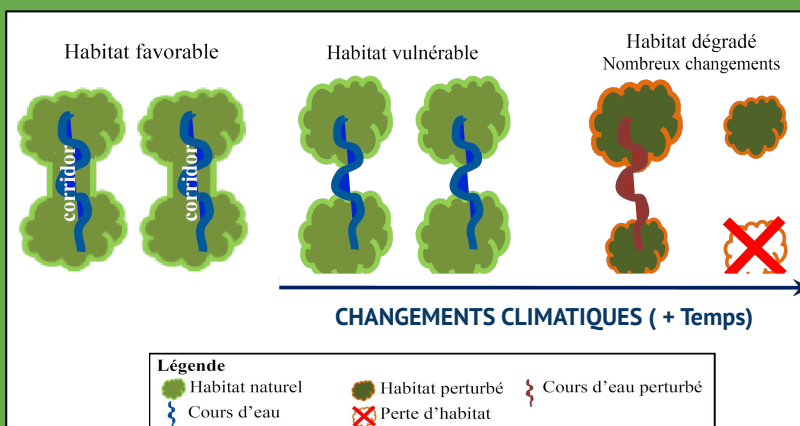 Habitat favorable
Habitat vulnérable
Habitat dégradé
Nombreux changements
corridor
corridor
CHANGEMENTS CLIMATIQUES ( + Temps)
Légende
Habitat naturel
Habitat perturbé
Cours d’eau perturbé
Cours d’eau
Perte d’habitat